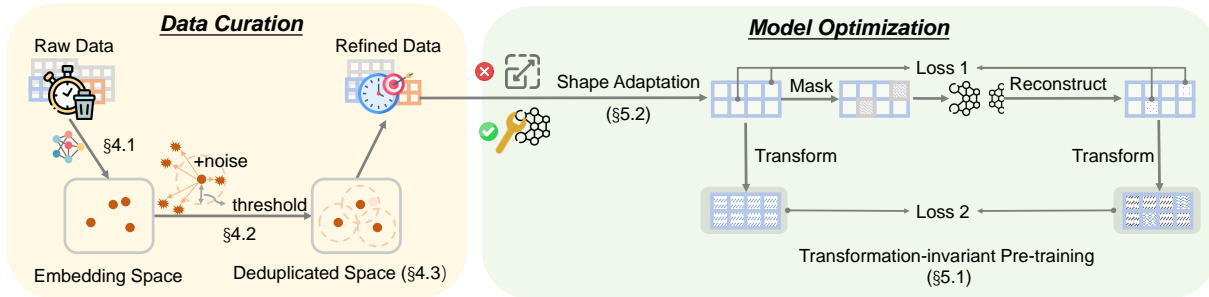 Data Curation
Raw Data
Refined Data
§4.1
+noise
threshold
§4.2
Embedding Space
Deduplicated Space (§4.3)
Model Optimization
Shape Adaptation
(§5.2)
Mask
Loss 1
Reconstruct
Transform
Transform
Loss 2
Transformation-invariant Pre-training
(§5.1)